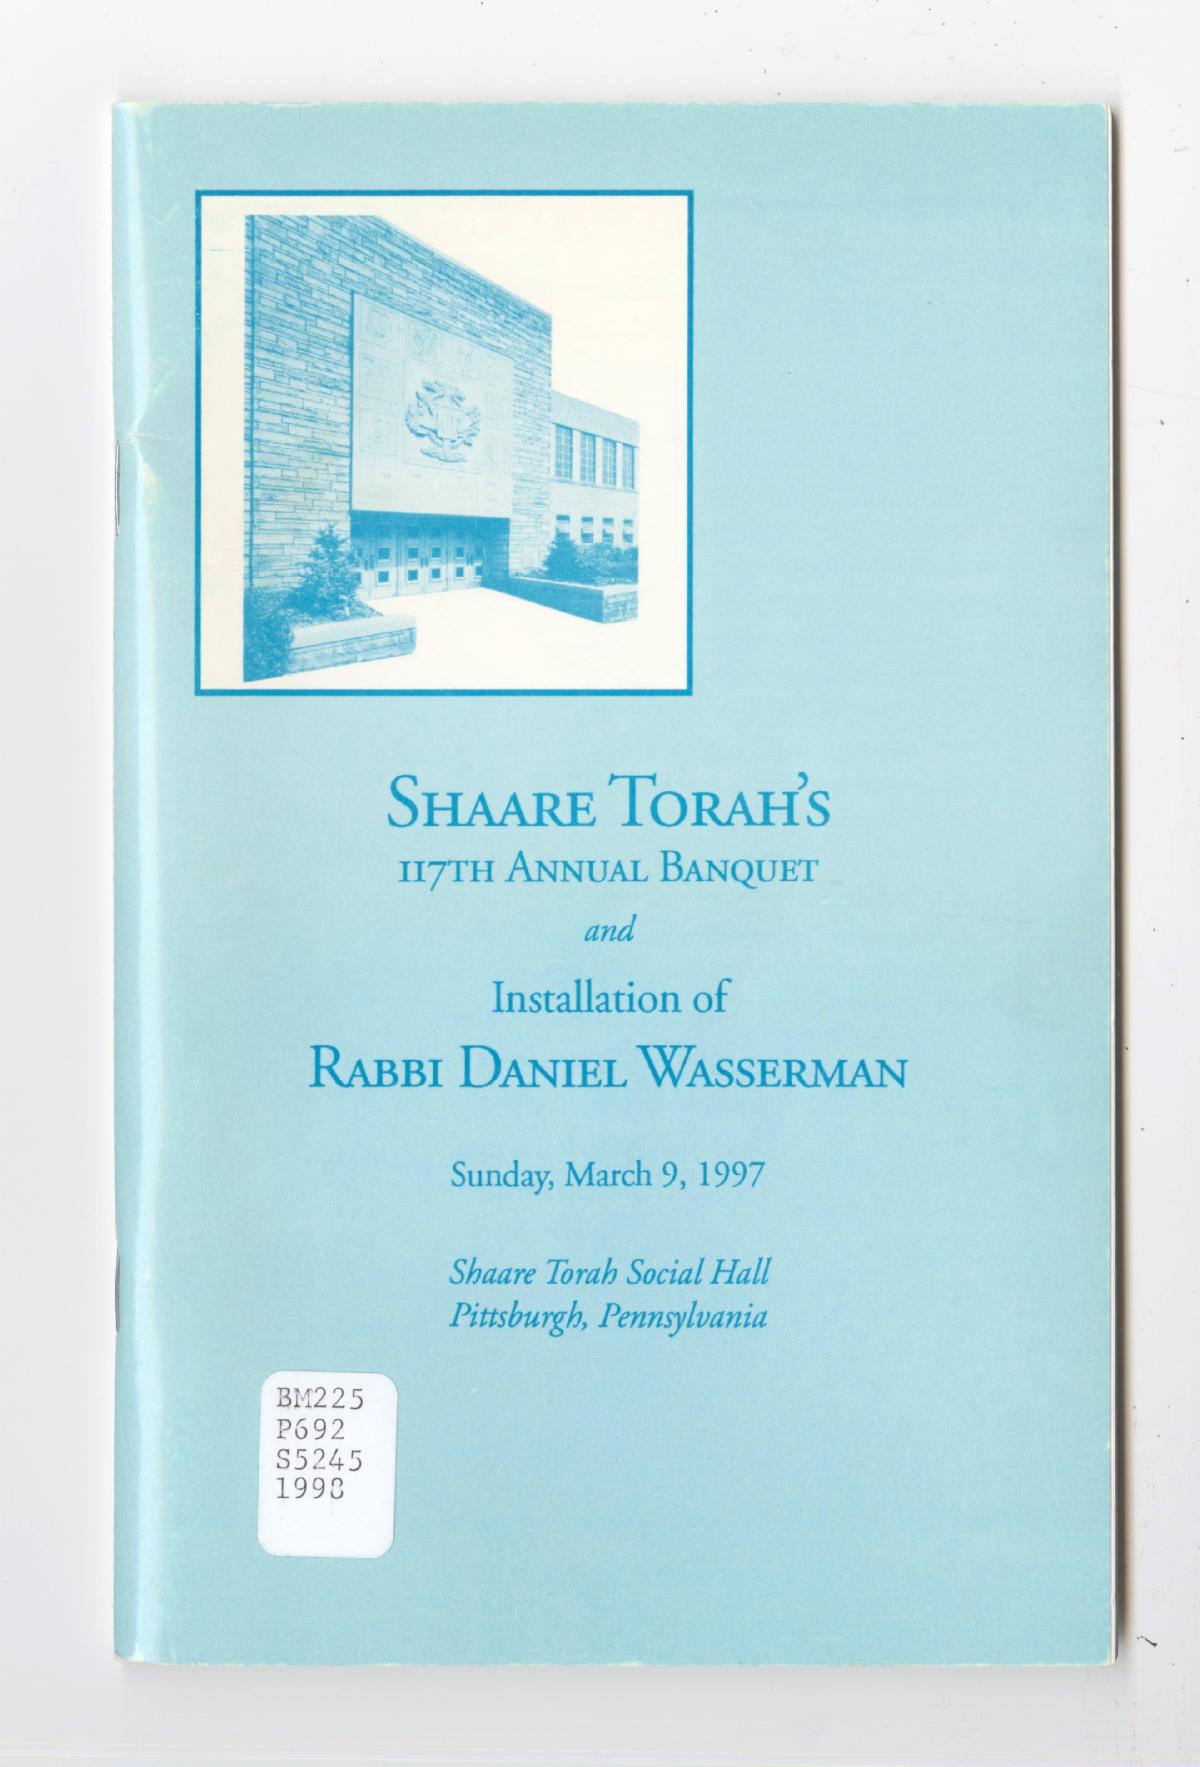 Shaare Torah's
117th Annual Banquet
and
Installation of
Rabbi Daniel Wasserman
Sunday, March 9, 1997
Shaare Torah Social Hall
Pittsburgh, Pennsylvania
BM225
P692
S5245
1998